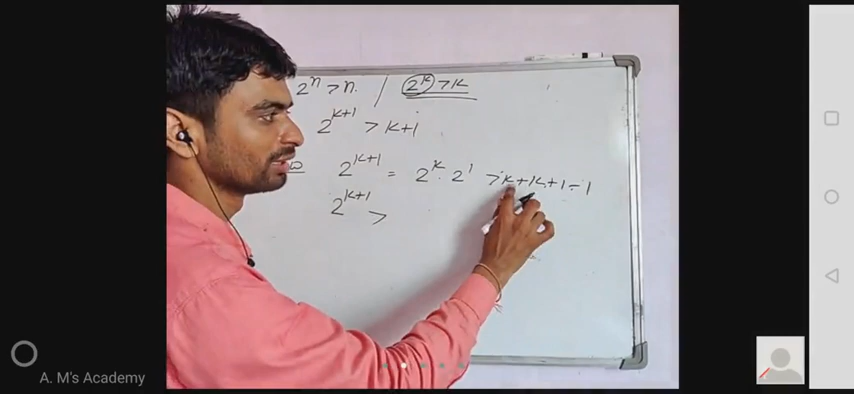 2ⁿ > n. / 2ᵏ > k
2ᵏ⁺¹ > k+1
2ᵏ⁺¹ = 2ᵏ · 2¹ > k + k + 1 - 1
2ᵏ⁺¹ >
A. M's Academy